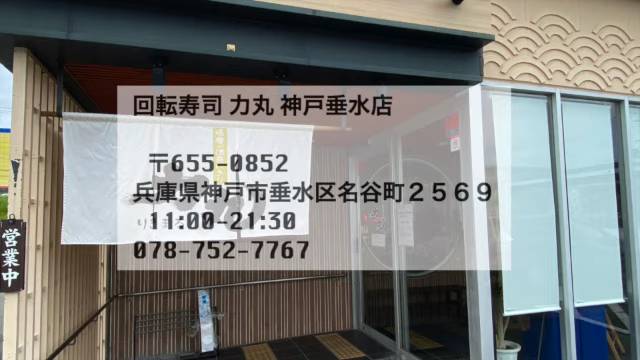 回転寿司 力丸 神戸垂水店
〒655-0852
兵庫県神戸市垂水区名谷町２５６９
11:00-21:30
078-752-7767
営業中